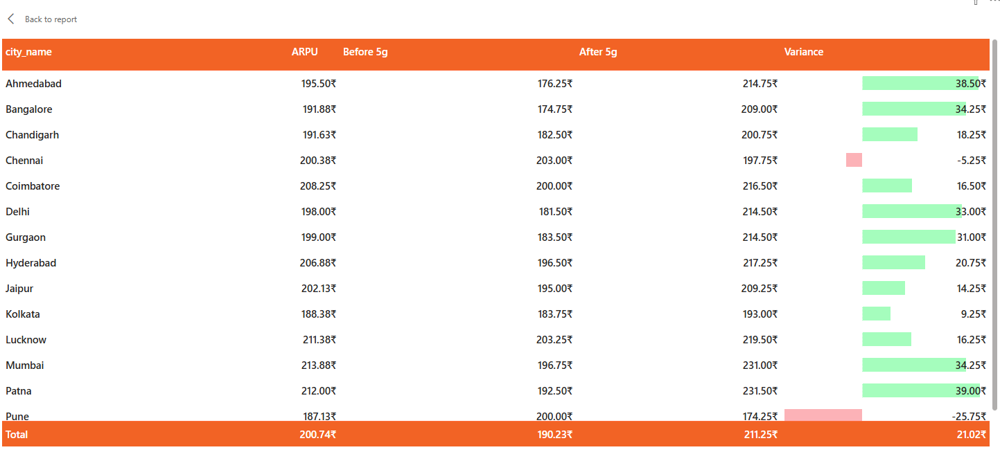 Back to report
city_name ARPU Before 5g After 5g Variance
Ahmedabad 195.50₹ 176.25₹ 214.75₹ 38.50₹
Bangalore 191.88₹ 174.75₹ 209.00₹ 34.25₹
Chandigarh 191.63₹ 182.50₹ 200.75₹ 18.25₹
Chennai 200.38₹ 203.00₹ 197.75₹ -5.25₹
Coimbatore 208.25₹ 200.00₹ 216.50₹ 16.50₹
Delhi 198.00₹ 181.50₹ 214.50₹ 33.00₹
Gurgaon 199.00₹ 183.50₹ 214.50₹ 31.00₹
Hyderabad 206.88₹ 196.50₹ 217.25₹ 20.75₹
Jaipur 202.13₹ 195.00₹ 209.25₹ 14.25₹
Kolkata 188.38₹ 183.75₹ 193.00₹ 9.25₹
Lucknow 211.38₹ 203.25₹ 219.50₹ 16.25₹
Mumbai 213.88₹ 196.75₹ 231.00₹ 34.25₹
Patna 212.00₹ 192.50₹ 231.50₹ 39.00₹
Pune 187.13₹ 200.00₹ 174.25₹ -25.75₹
Total 200.74₹ 190.23₹ 211.25₹ 21.02₹